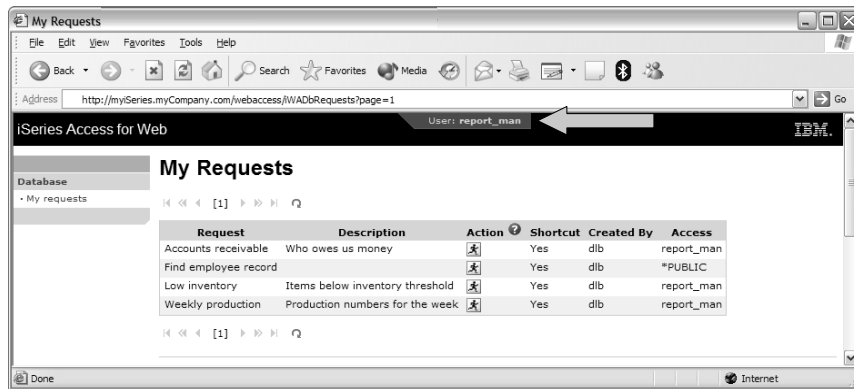 My Requests
File Edit View Favorites Tools Help
Back Search Favorites Media
Address http://myiSeries.myCompany.com/webaccess/iWADbRequests?page=1 Go
User: report_man
iSeries Access for Web IBM.
My Requests
Database
• My requests
[1]
Request Description Action ? Shortcut Created By Access
Accounts receivable Who owes us money Yes dlb report_man
Find employee record Yes dlb *PUBLIC
Low inventory Items below inventory threshold Yes dlb report_man
Weekly production Production numbers for the week Yes dlb report_man
[1]
Done Internet